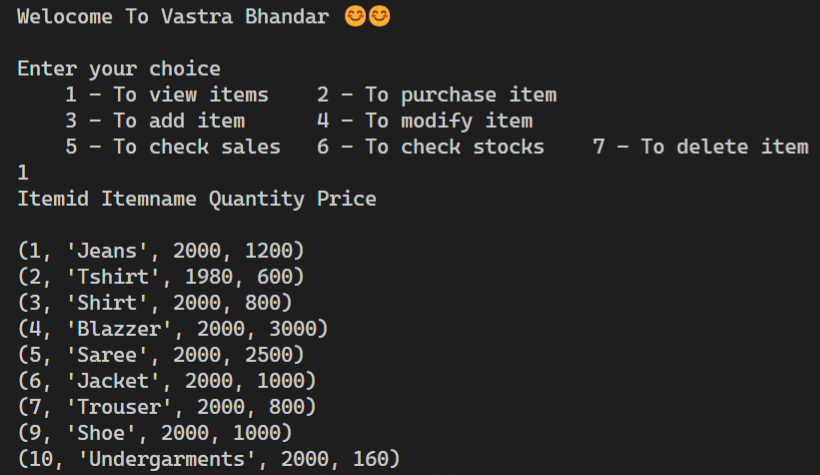 Welocome To Vastra Bhandar 😊😊
Enter your choice
1 - To view items    2 - To purchase item
3 - To add item      4 - To modify item
5 - To check sales   6 - To check stocks    7 - To delete item
1
Itemid Itemname Quantity Price
(1, 'Jeans', 2000, 1200)
(2, 'Tshirt', 1980, 600)
(3, 'Shirt', 2000, 800)
(4, 'Blazzer', 2000, 3000)
(5, 'Saree', 2000, 2500)
(6, 'Jacket', 2000, 1000)
(7, 'Trouser', 2000, 800)
(9, 'Shoe', 2000, 1000)
(10, 'Undergarments', 2000, 160)